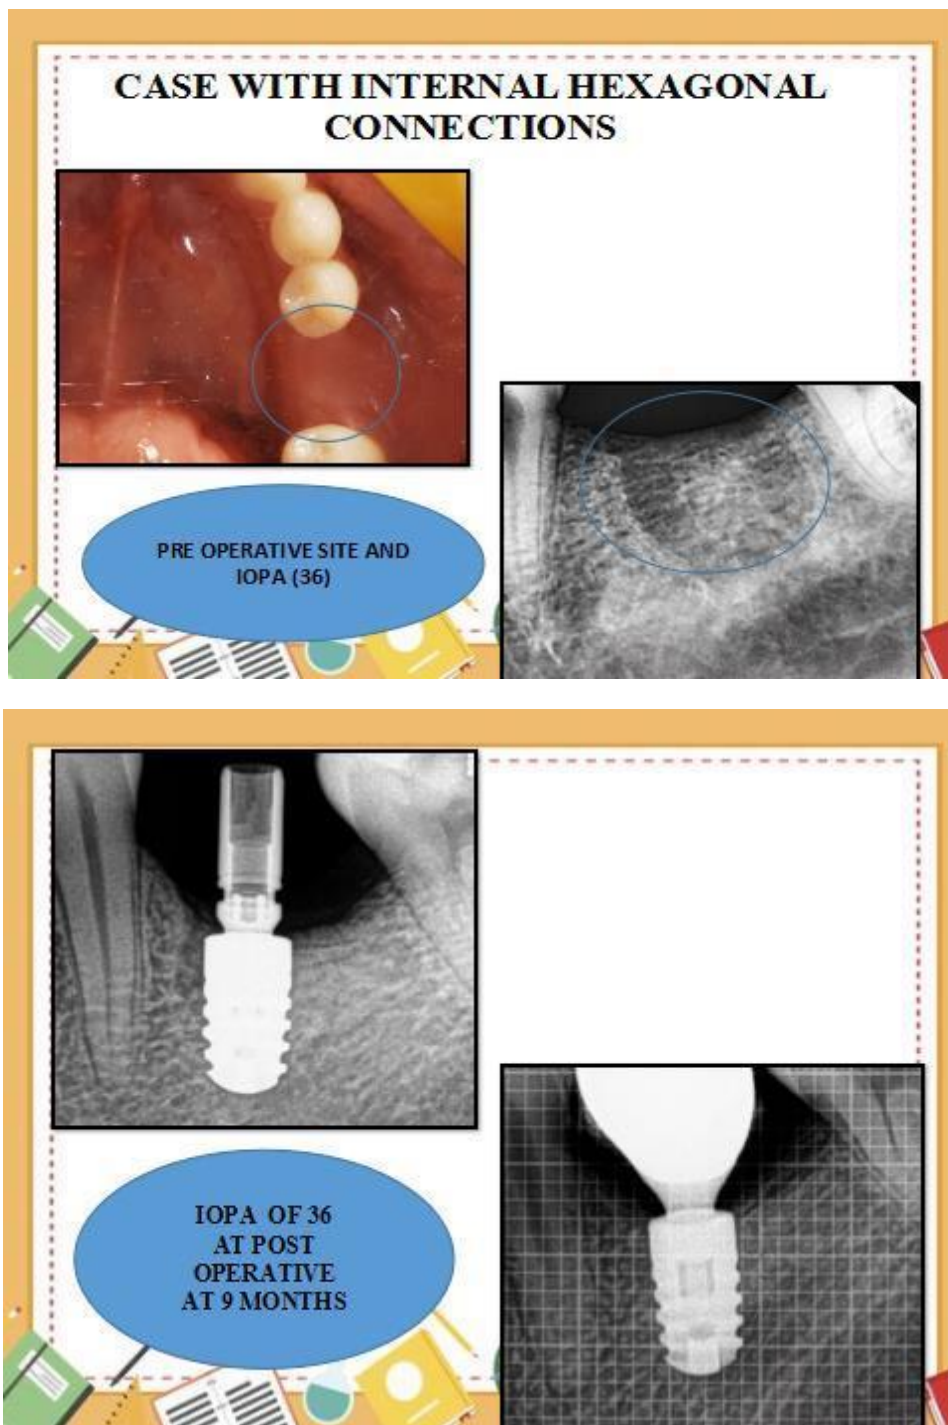 CASE WITH INTERNAL HEXAGONAL
CONNECTIONS
PRE OPERATIVE SITE AND
IOPA (36)
IOPA OF 36
AT POST
OPERATIVE
AT 9 MONTHS